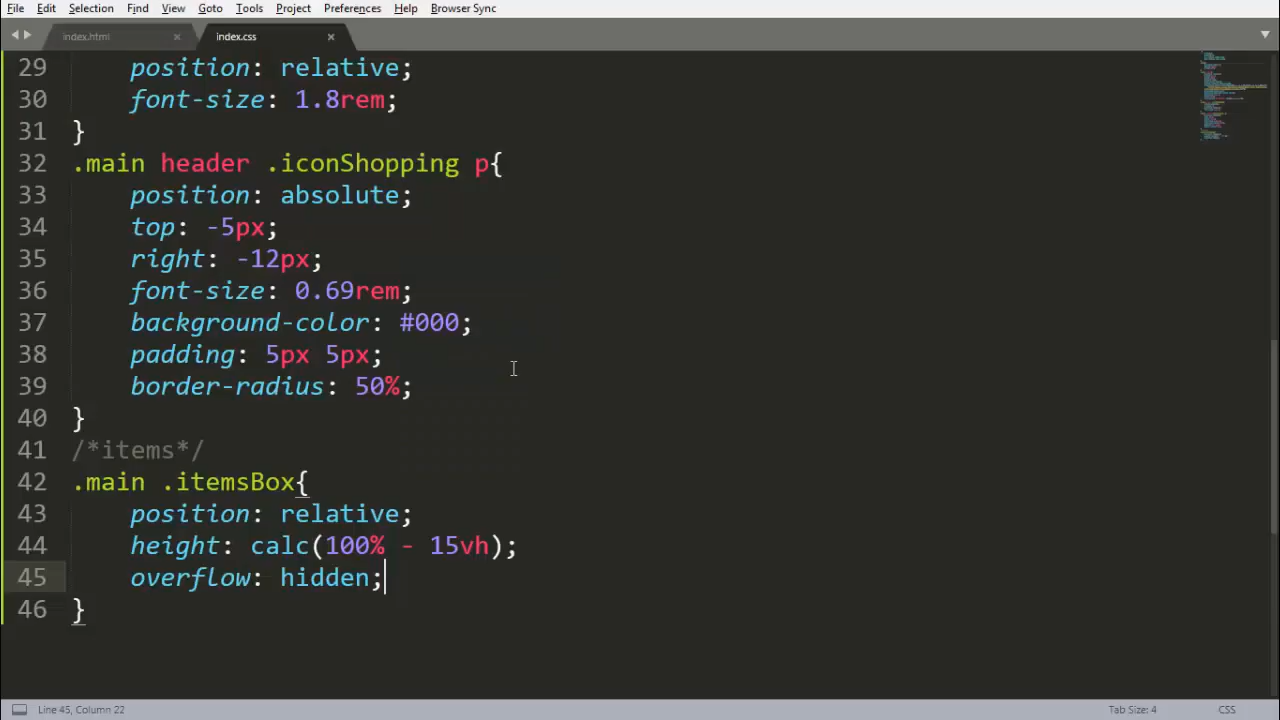 File Edit Selection Find View Goto Tools Project Preferences Help Browser Sync
index.html × index.css ×
29 position: relative;
30 font-size: 1.8rem;
31 }
32 .main header .iconShopping p{
33 position: absolute;
34 top: -5px;
35 right: -12px;
36 font-size: 0.69rem;
37 background-color: #000;
38 padding: 5px 5px;
39 border-radius: 50%;
40 }
41 /*items*/
42 .main .itemsBox{
43 position: relative;
44 height: calc(100% - 15vh);
45 overflow: hidden;
46 }
Line 45, Column 22 Tab Size: 4 CSS